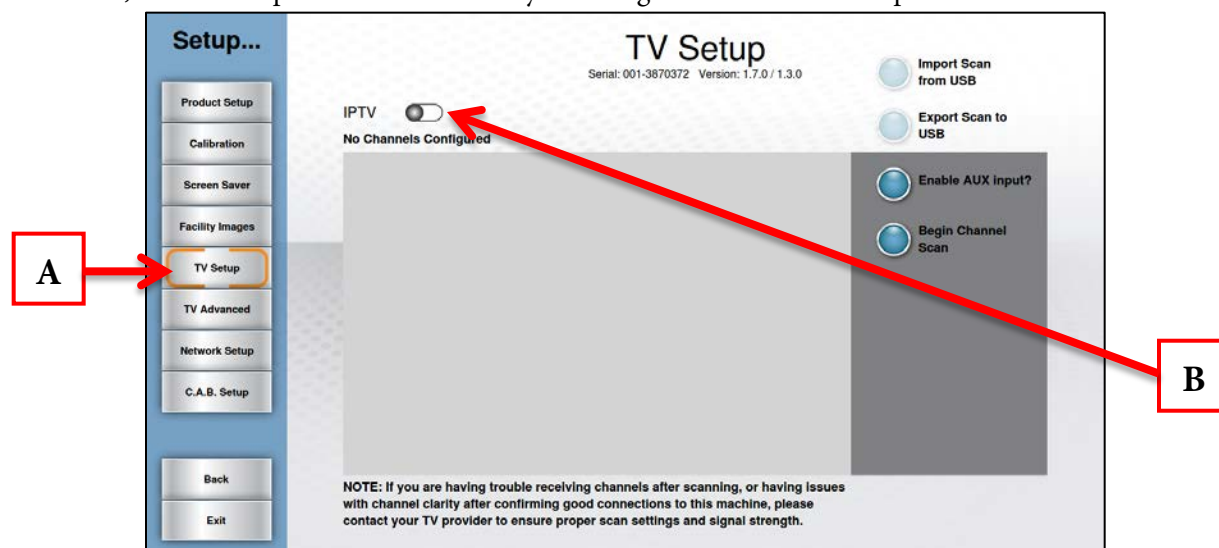 Setup...
TV Setup
Serial: 001-3870372 Version: 1.7.0 / 1.3.0
Import Scan
from USB
Export Scan to
USB
Product Setup
Calibration
Screen Saver
Facility Images
TV Setup
TV Advanced
Network Setup
C.A.B. Setup
Back
Exit
IPTV
No Channels Configured
Enable AUX input?
Begin Channel
Scan
A
B
NOTE: If you are having trouble receiving channels after scanning, or having issues
with channel clarity after confirming good connections to this machine, please
contact your TV provider to ensure proper scan settings and signal strength.